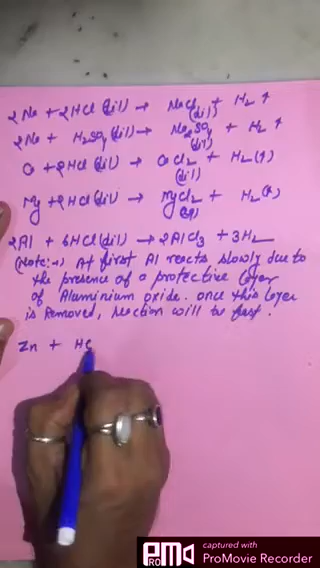 2Na + 2HCl (dil) → NaCl + H₂ ↑
(dil)
2Na + H₂SO₄ (dil) → Na₂SO₄ + H₂ ↑
(dil)
Ca + 2HCl (dil) → CaCl₂ + H₂ (↑)
(dil)
Mg + 2HCl (dil) → MgCl₂ + H₂ (↑)
2Al + 6HCl (dil) → 2AlCl₃ + 3H₂
(Note:→) At first Al reacts slowly due to
the presence of a protective layer
of Aluminium oxide. once this layer
is Removed, Reaction will be fast.
Zn + HC
captured with
PRO
ProMovie Recorder